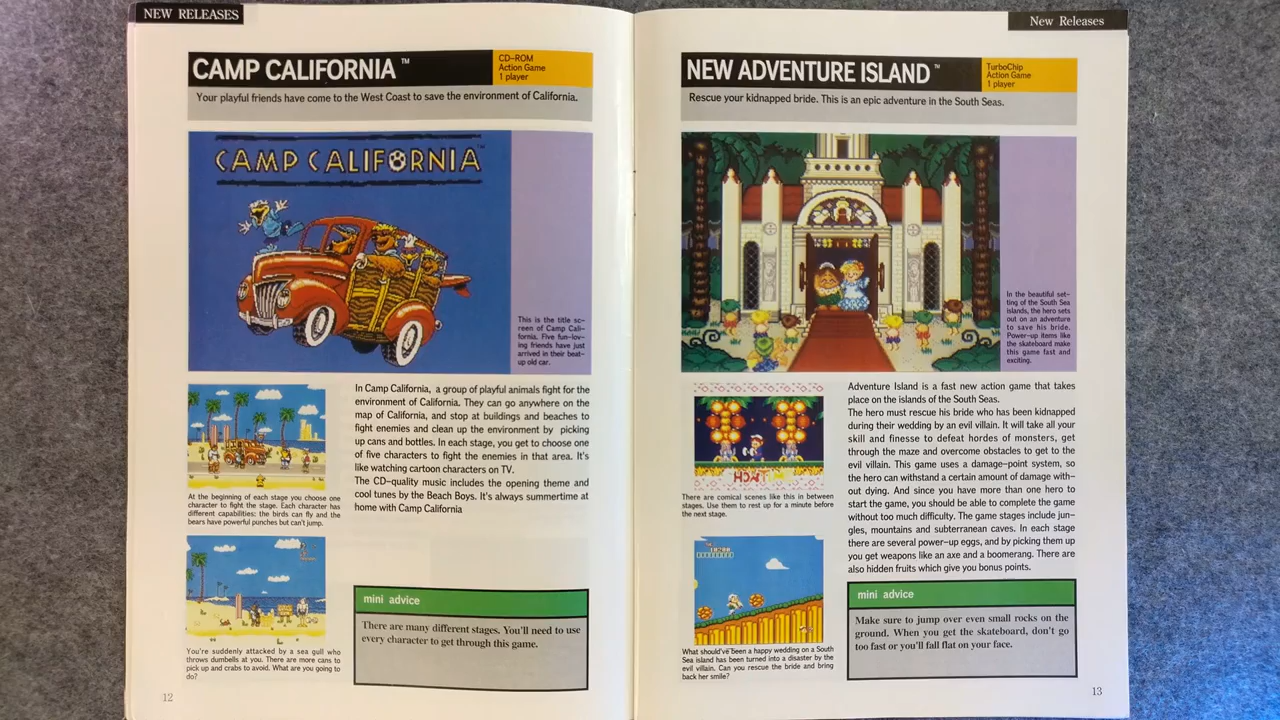 NEW RELEASES
CAMP CALIFORNIA™
CD-ROM
Action Game
1 player
Your playful friends have come to the West Coast to save the environment of California.
CAMP CALIFORNIA™
This is the title sc-
reen of Camp Cali-
fornia. Five fun-lov-
ing friends have just
arrived in their beat-
up old car.
At the beginning of each stage you choose one
character to fight the stage. Each character has
different capabilities: the birds can fly and the
bears have powerful punches but can't jump.
In Camp California, a group of playful animals fight for the
environment of California. They can go anywhere on the
map of California, and stop at buildings and beaches to
fight enemies and clean up the environment by picking
up cans and bottles. In each stage, you get to choose one
of five characters to fight the enemies in that area. It's
like watching cartoon characters on TV.
The CD-quality music includes the opening theme and
cool tunes by the Beach Boys. It's always summertime at
home with Camp California
You're suddenly attacked by a sea gull who
throws dumbells at you. There are more cans to
pick up and crabs to avoid. What are you going to
do?
mini advice
There are many different stages. You'll need to use
every character to get through this game.
12
New Releases
NEW ADVENTURE ISLAND™
TurboChip
Action Game
1 player
Rescue your kidnapped bride. This is an epic adventure in the South Seas.
In the beautiful set-
ting of the South Sea
Islands, the hero sets
out on an adventure
to save his bride.
Power-up items like
the skateboard make
this game fast and
exciting.
There are comical scenes like this in between
stages. Use them to rest up for a minute before
the next stage.
Adventure Island is a fast new action game that takes
place on the islands of the South Seas.
The hero must rescue his bride who has been kidnapped
during their wedding by an evil villain. It will take all your
skill and finesse to defeat hordes of monsters, get
through the maze and overcome obstacles to get to the
evil villain. This game uses a damage-point system, so
the hero can withstand a certain amount of damage with-
out dying. And since you have more than one hero to
start the game, you should be able to complete the game
without too much difficulty. The game stages include jun-
gles, mountains and subterranean caves. In each stage
there are several power-up eggs, and by picking them up
you get weapons like an axe and a boomerang. There are
also hidden fruits which give you bonus points.
What should've been a happy wedding on a South
Sea island has been turned into a disaster by the
evil villain. Can you rescue the bride and bring
back her smile?
mini advice
Make sure to jump over even small rocks on the
ground. When you get the skateboard, don't go
too fast or you'll fall flat on your face.
13